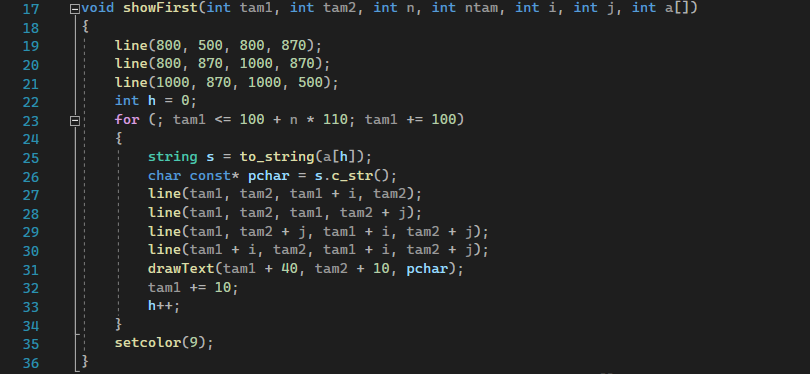 17 void showFirst(int tam1, int tam2, int n, int ntam, int i, int j, int a[])
18 {
19 line(800, 500, 800, 870);
20 line(800, 870, 1000, 870);
21 line(1000, 870, 1000, 500);
22 int h = 0;
23 for (; tam1 <= 100 + n * 110; tam1 += 100)
24 {
25 string s = to_string(a[h]);
26 char const* pchar = s.c_str();
27 line(tam1, tam2, tam1 + i, tam2);
28 line(tam1, tam2, tam1, tam2 + j);
29 line(tam1, tam2 + j, tam1 + i, tam2 + j);
30 line(tam1 + i, tam2, tam1 + i, tam2 + j);
31 drawText(tam1 + 40, tam2 + 10, pchar);
32 tam1 += 10;
33 h++;
34 }
35 setcolor(9);
36 }